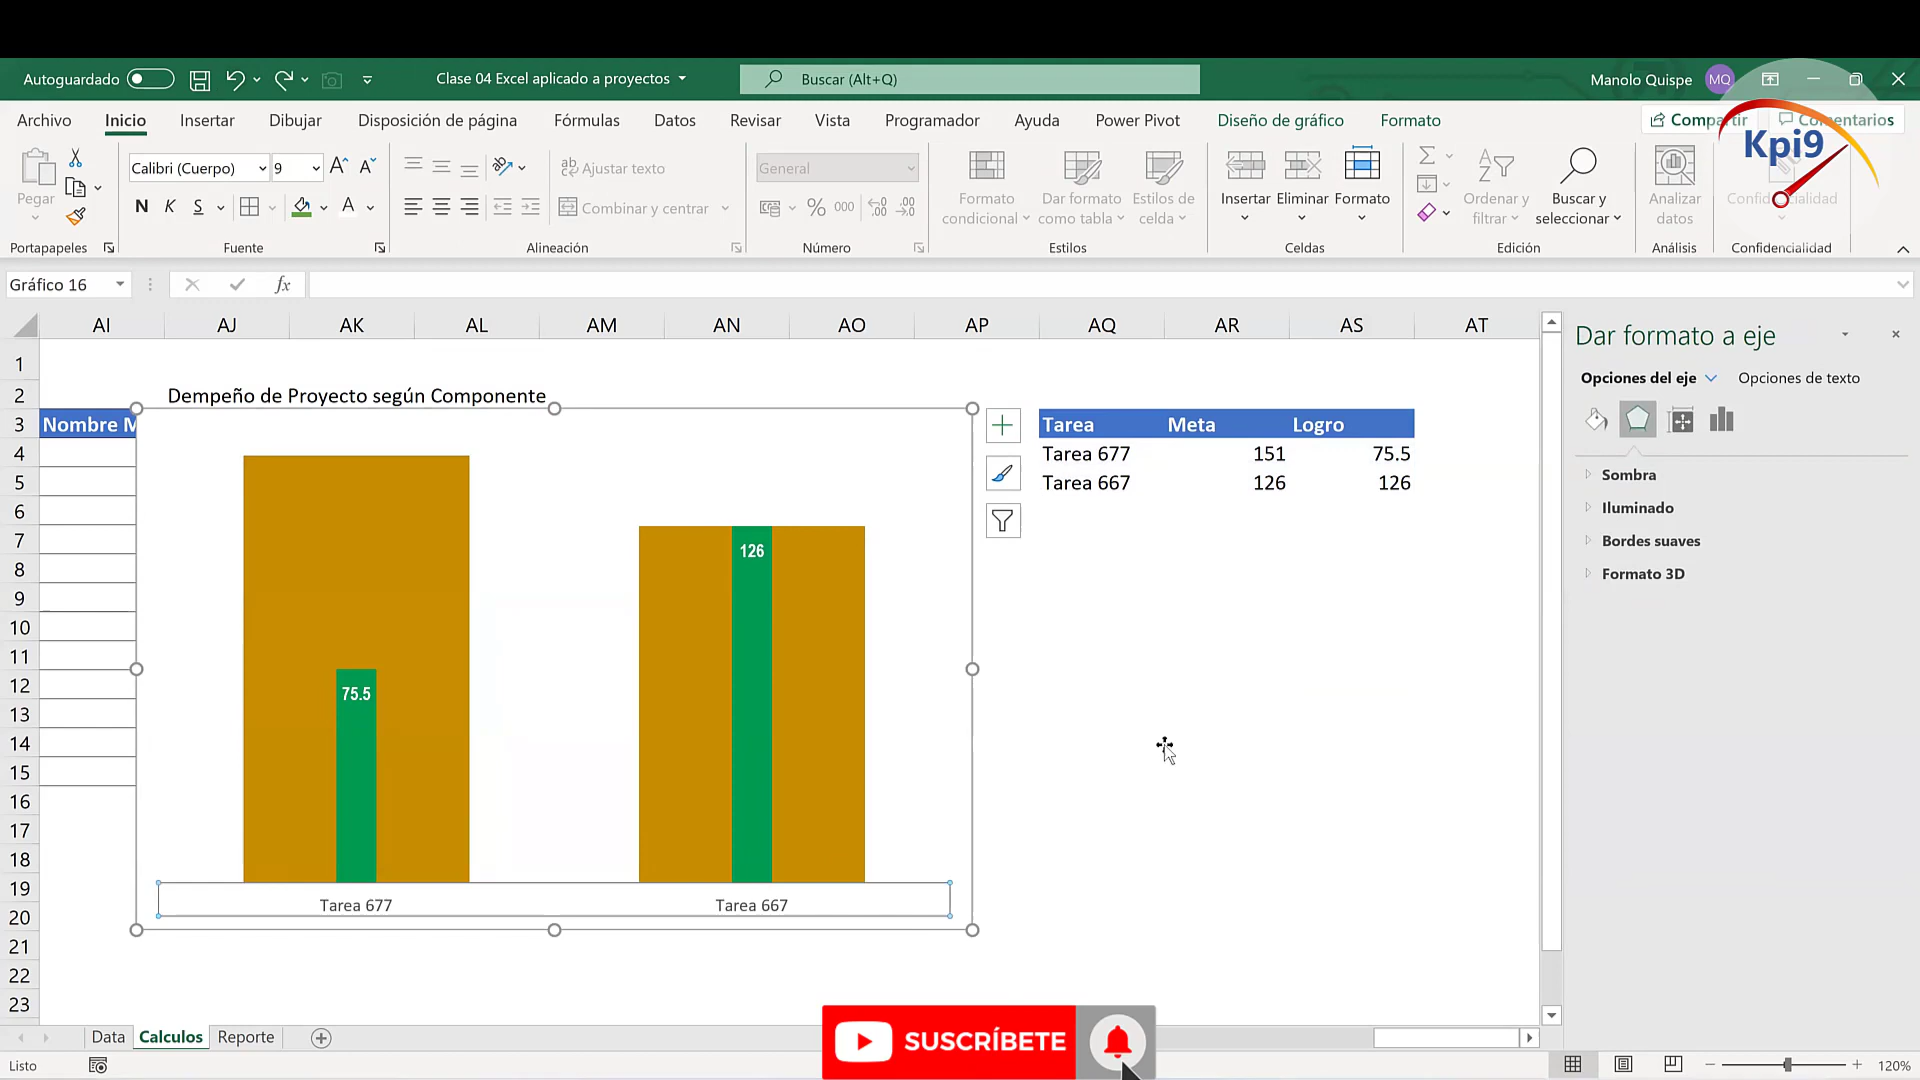 Autoguardado
Clase 04 Excel aplicado a proyectos
Buscar (Alt+Q)
Manolo Quispe
MQ
Archivo Inicio Insertar Dibujar Disposición de página Fórmulas Datos Revisar Vista Programador Ayuda Power Pivot Diseño de gráfico Formato
Compartir
Comentarios
Kpi9
Pegar
Portapapeles
Calibri (Cuerpo) 9
N K S
A
Fuente
ab Ajustar texto
Combinar y centrar
Alineación
General
% 000
Número
Formato condicional
Dar formato como tabla
Estilos de celda
Estilos
Insertar Eliminar Formato
Celdas
Ordenar y filtrar
Buscar y seleccionar
Edición
Analizar datos
Análisis
Confidencialidad
Confidencialidad
Gráfico 16
fx
AI AJ AK AL AM AN AO AP AQ AR AS AT
1
2
3
4
5
6
7
8
9
10
11
12
13
14
15
16
17
18
19
20
21
22
23
Dempeño de Proyecto según Componente
Nombre M
126
75.5
Tarea 677 Tarea 667
Tarea Meta Logro
Tarea 677 151 75.5
Tarea 667 126 126
Dar formato a eje
Opciones del eje Opciones de texto
Sombra
Iluminado
Bordes suaves
Formato 3D
Data Calculos Reporte
SUSCRÍBETE
Listo
120%